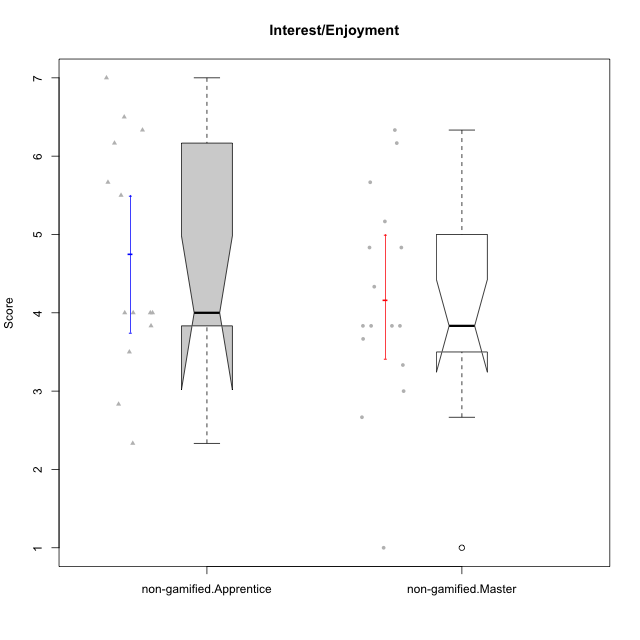 Interest/Enjoyment
Score
7
6
5
4
3
2
1
non-gamified.Apprentice
non-gamified.Master